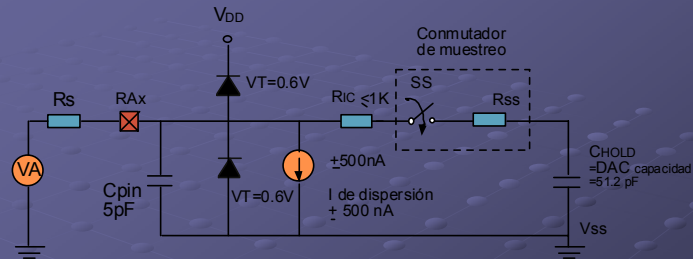 VDD
Conmutador
de muestreo
Rs
RAx
VT=0.6V
RIC ≤1K
SS
Rss
VA
Cpin
5pF
VT=0.6V
I
+500nA
I de dispersión
± 500 nA
CHOLD
=DAC capacidad
=51.2 pF
Vss